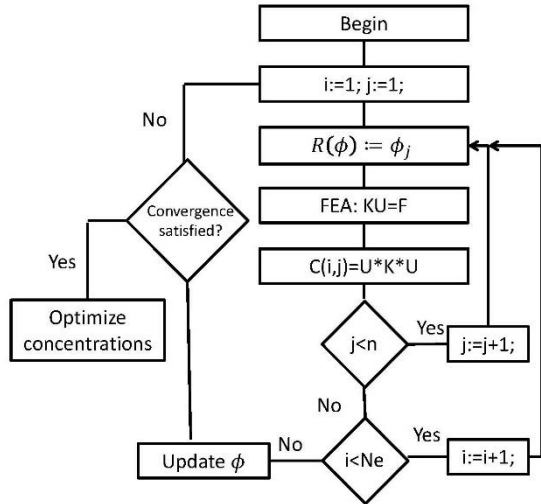 Begin
i:=1; j:=1;
No
R(ϕ) := ϕj
Convergence
satisfied?
FEA: KU=F
Yes
C(i,j)=U*K*U
Optimize
concentrations
j<n
Yes
j:=j+1;
No
Update ϕ
No
i<Ne
Yes
i:=i+1;